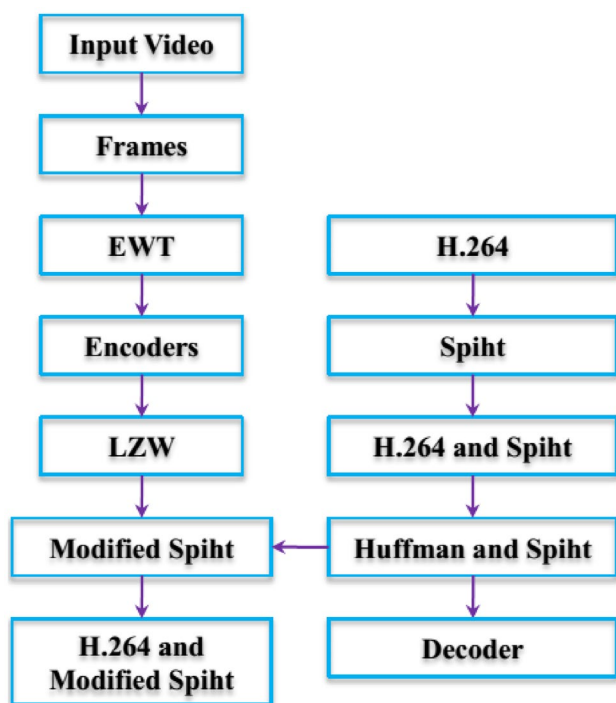 Input Video
Frames
EWT
Encoders
LZW
Modified Spiht
H.264 and
Modified Spiht
H.264
Spiht
H.264 and Spiht
Huffman and Spiht
Decoder